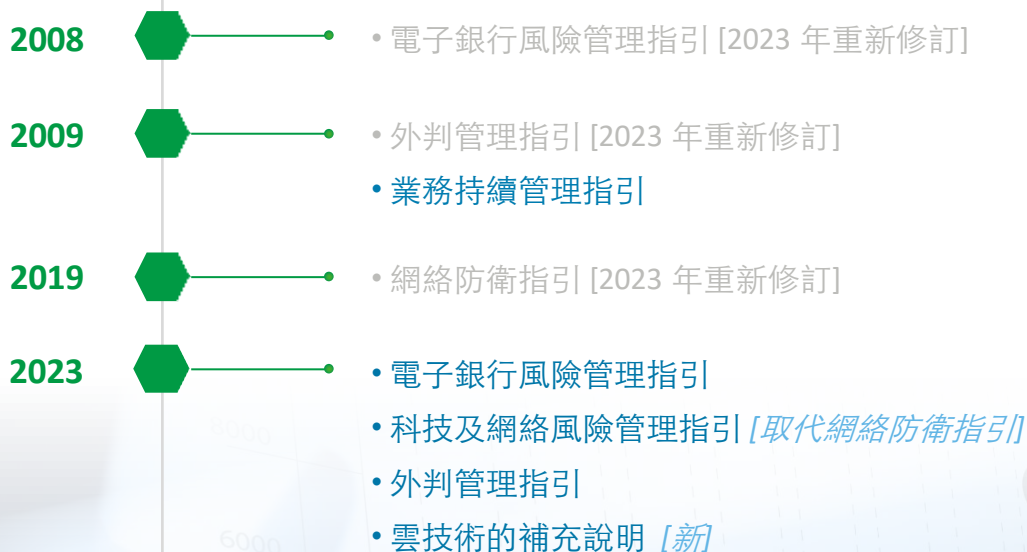 2008
• 電子銀行風險管理指引 [2023 年重新修訂]
2009
• 外判管理指引 [2023 年重新修訂]
• 業務持續管理指引
2019
• 網絡防衛指引 [2023 年重新修訂]
2023
• 電子銀行風險管理指引
• 科技及網絡風險管理指引 [取代網絡防衛指引]
• 外判管理指引
• 雲技術的補充說明 [新]
8000
6000